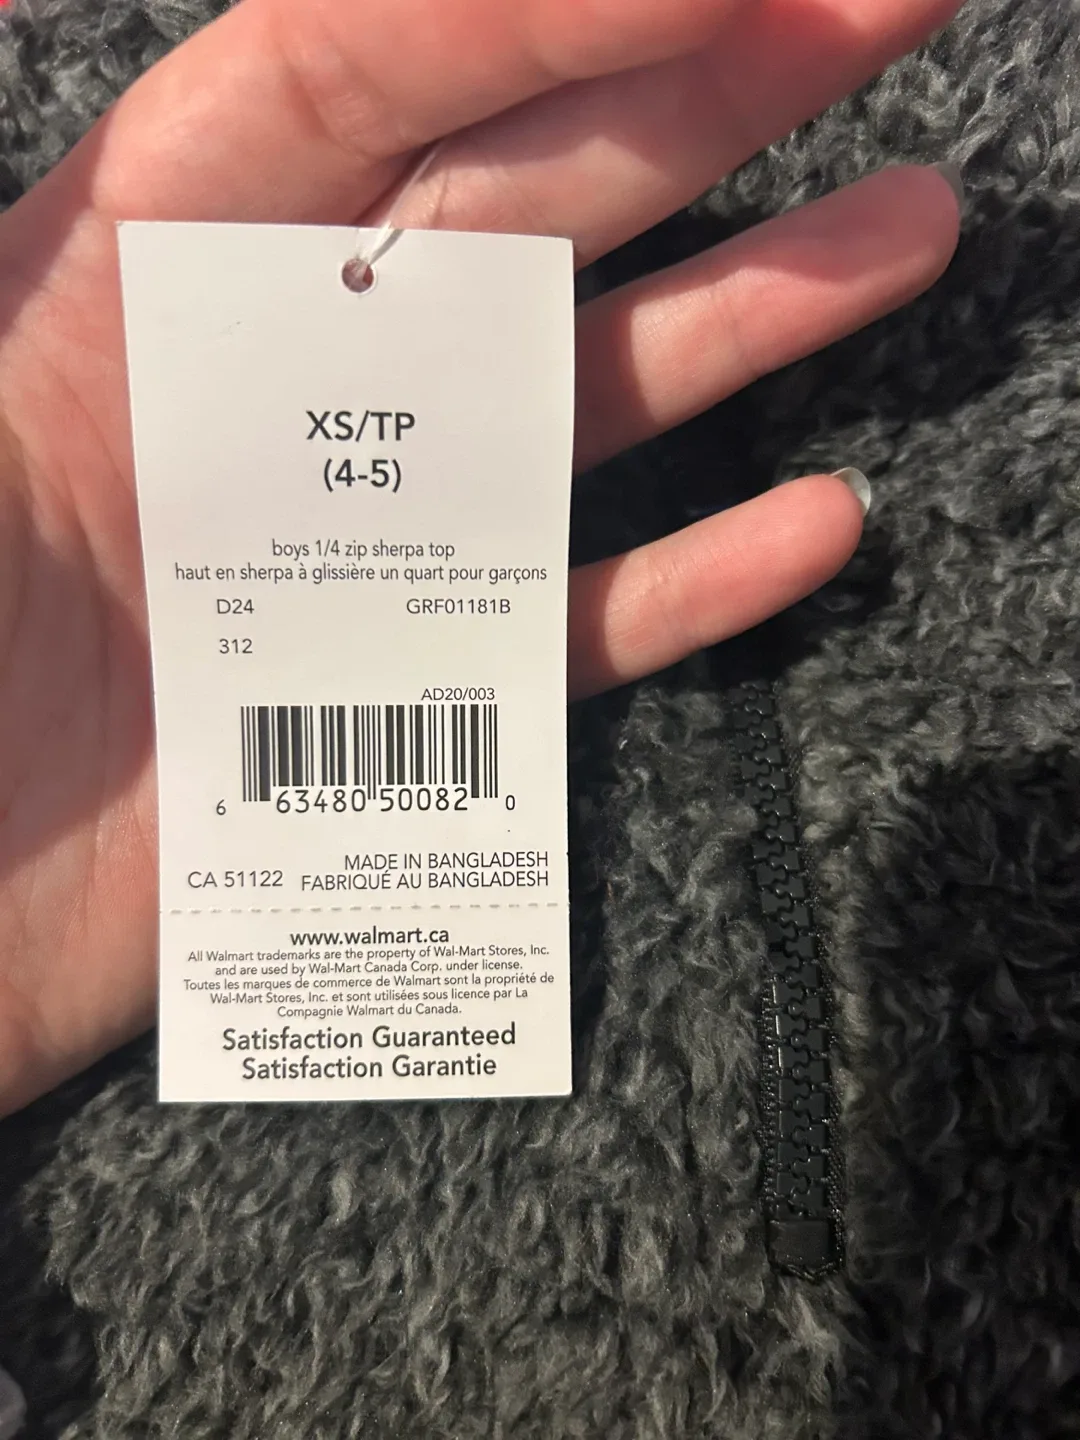 XS/TP
(4-5)
boys 1/4 zip sherpa top
haut en sherpa à glissière un quart pour garçons
D24 GRF01181B
312
AD20/003
6 63480 50082 0
MADE IN BANGLADESH
CA 51122 FABRIQUÉ AU BANGLADESH
www.walmart.ca
All Walmart trademarks are the property of Wal-Mart Stores, Inc.
and are used by Wal-Mart Canada Corp. under license.
Toutes les marques de commerce de Walmart sont la propriété de
Wal-Mart Stores, Inc. et sont utilisées sous licence par La
Compagnie Walmart du Canada.
Satisfaction Guaranteed
Satisfaction Garantie